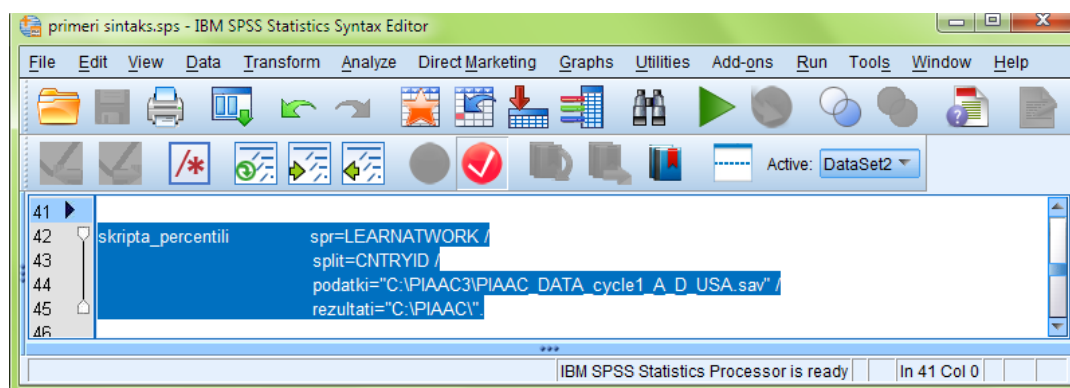 primeri sintaks.sps - IBM SPSS Statistics Syntax Editor
File Edit View Data Transform Analyze Direct Marketing Graphs Utilities Add-ons Run Tools Window Help
Active: DataSet2
41
42 skripta_percentili spr=LEARNATWORK /
43 split=CNTRYID /
44 podatki="C:\PIAAC3\PIAAC_DATA_cycle1_A_D_USA.sav" /
45 rezultati="C:\PIAAC\".
46
IBM SPSS Statistics Processor is ready In 41 Col 0